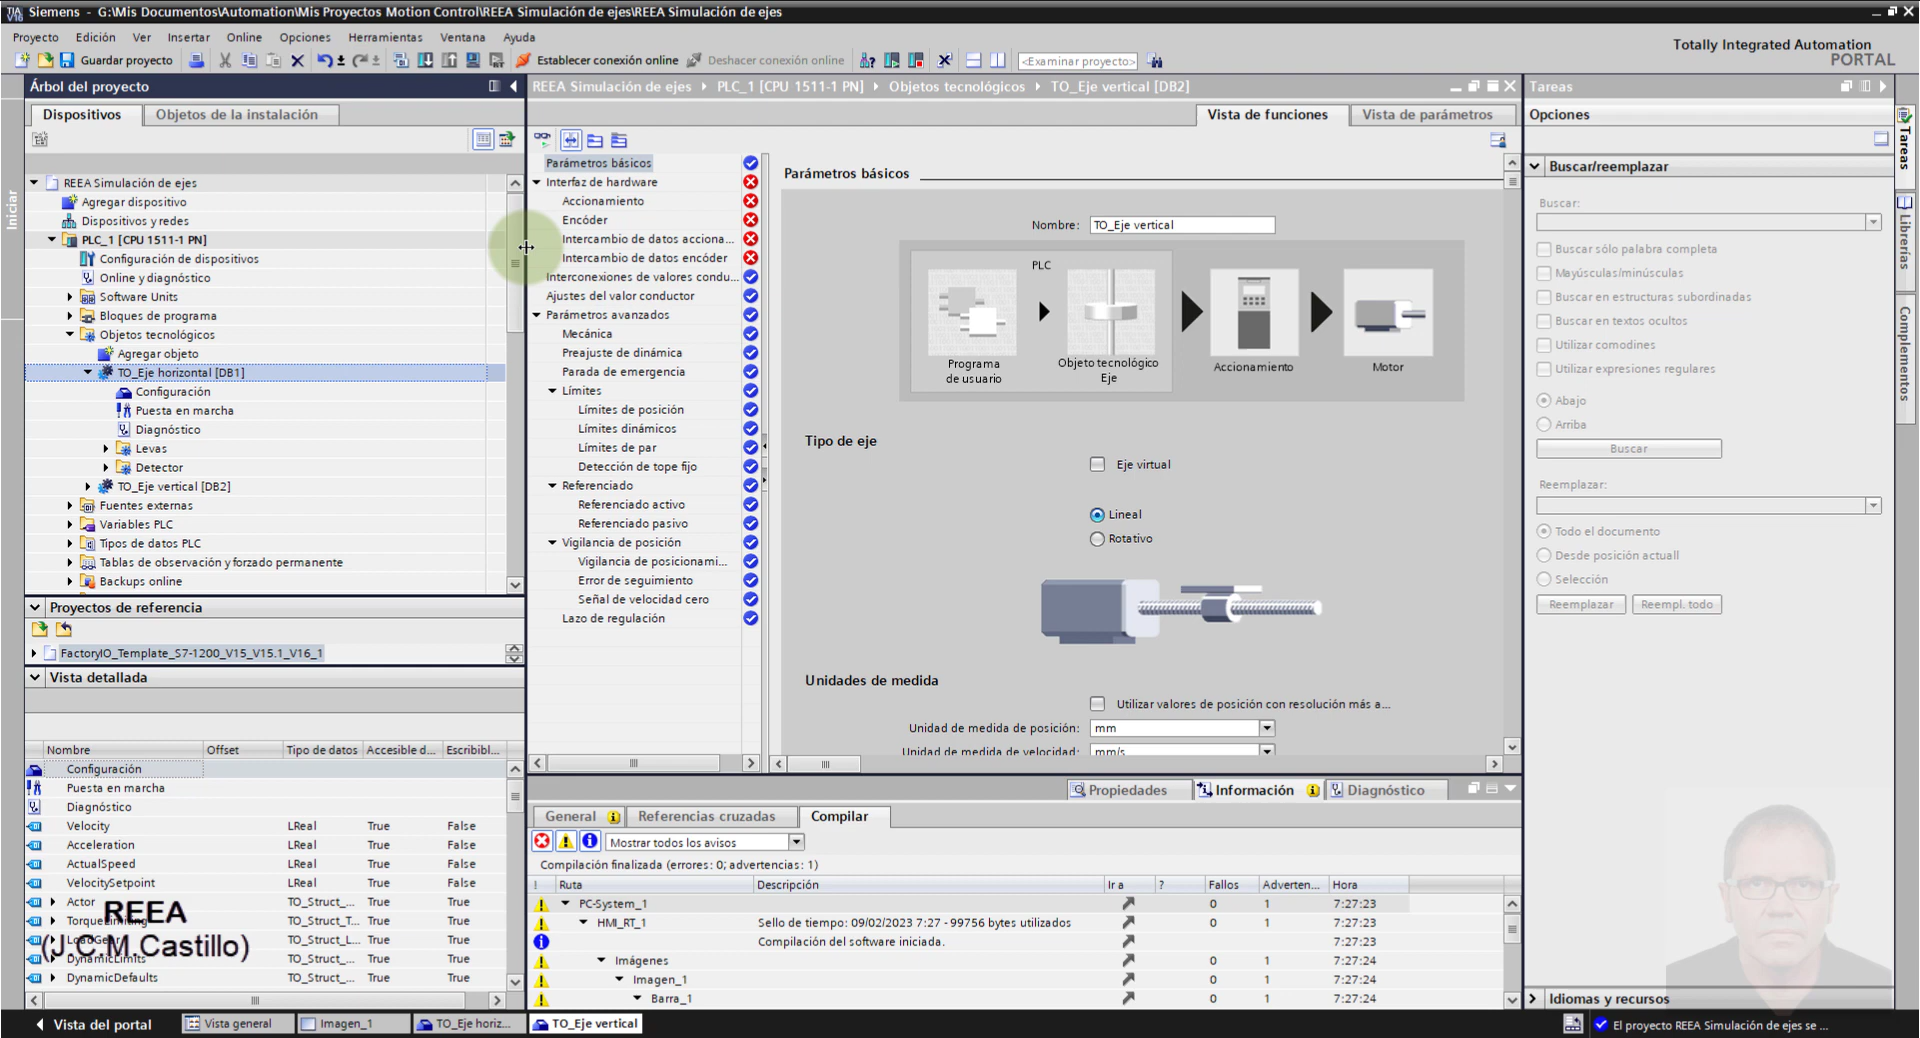 Siemens - G:\Mis Documentos\Automation\Mis Proyectos Motion Control\REEA Simulación de ejes\REEA Simulación de ejes
Proyecto Edición Ver Insertar Online Opciones Herramientas Ventana Ayuda
Totally Integrated Automation
PORTAL
Guardar proyecto
Establecer conexión online
Deshacer conexión online
<Examinar proyecto>
Iniciar
Árbol del proyecto
Dispositivos
Objetos de la instalación
REEA Simulación de ejes
Agregar dispositivo
Dispositivos y redes
PLC_1 [CPU 1511-1 PN]
Configuración de dispositivos
Online y diagnóstico
Software Units
Bloques de programa
Objetos tecnológicos
Agregar objeto
TO_Eje horizontal [DB1]
Configuración
Puesta en marcha
Diagnóstico
Levas
Detector
TO_Eje vertical [DB2]
Fuentes externas
Variables PLC
Tipos de datos PLC
Tablas de observación y forzado permanente
Backups online
Proyectos de referencia
FactoryIO_Template_S7-1200_V15_V15.1_V16_1
Vista detallada
Nombre Offset Tipo de datos Accesible d... Escribibl...
Configuración
Puesta en marcha
Diagnóstico
Velocity LReal True False
Acceleration LReal True False
ActualSpeed LReal True False
VelocitySetpoint LReal True False
Actor TO_Struct_... True True
TorqueLimiting TO_Struct_T... True True
LoadGear TO_Struct_L... True True
DynamicLimits TO_Struct_... True True
DynamicDefaults TO_Struct_... True True
REEA
(J.C.M.Castillo)
REEA Simulación de ejes PLC_1 [CPU 1511-1 PN] Objetos tecnológicos TO_Eje vertical [DB2]
Vista de funciones
Vista de parámetros
Parámetros básicos
Interfaz de hardware
Accionamiento
Encóder
Intercambio de datos acciona...
Intercambio de datos encóder
Interconexiones de valores condu...
Ajustes del valor conductor
Parámetros avanzados
Mecánica
Preajuste de dinámica
Parada de emergencia
Límites
Límites de posición
Límites dinámicos
Límites de par
Detección de tope fijo
Referenciado
Referenciado activo
Referenciado pasivo
Vigilancia de posición
Vigilancia de posicionami...
Error de seguimiento
Señal de velocidad cero
Lazo de regulación
Parámetros básicos
Nombre: TO_Eje vertical
PLC
Programa
de usuario
Objeto tecnológico
Eje
Accionamiento
Motor
Tipo de eje
Eje virtual
Lineal
Rotativo
Unidades de medida
Utilizar valores de posición con resolución más a...
Unidad de medida de posición: mm
Unidad de medida de velocidad: mm/s
Propiedades
Información
Diagnóstico
General
Referencias cruzadas
Compilar
Mostrar todos los avisos
Compilación finalizada (errores: 0; advertencias: 1)
! Ruta Descripción Ir a ? Fallos Adverten... Hora
PC-System_1 0 1 7:27:23
HMI_RT_1 Sello de tiempo: 09/02/2023 7:27 - 99756 bytes utilizados 0 1 7:27:23
Compilación del software iniciada. 7:27:23
Imágenes 0 1 7:27:24
Imagen_1 0 1 7:27:24
Barra_1 0 1 7:27:24
Tareas
Opciones
Buscar/reemplazar
Buscar:
Buscar sólo palabra completa
Mayúsculas/minúsculas
Buscar en estructuras subordinadas
Buscar en textos ocultos
Utilizar comodines
Utilizar expresiones regulares
Abajo
Arriba
Buscar
Reemplazar:
Todo el documento
Desde posición actuall
Selección
Reemplazar
Reempl. todo
Idiomas y recursos
Tareas
Librerías
Complementos
Vista del portal
Vista general
Imagen_1
TO_Eje horiz...
TO_Eje vertical
El proyecto REEA Simulación de ejes se ...